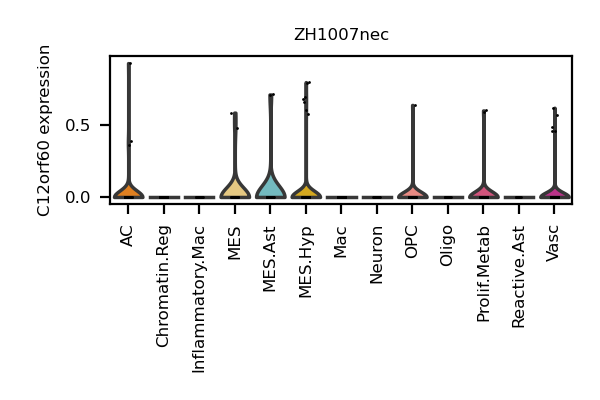 ZH1007nec
C12orf60 expression
0.5
0.0
AC
Chromatin.Reg
Inflammatory.Mac
MES
MES.Ast
MES.Hyp
Mac
Neuron
OPC
Oligo
Prolif.Metab
Reactive.Ast
Vasc